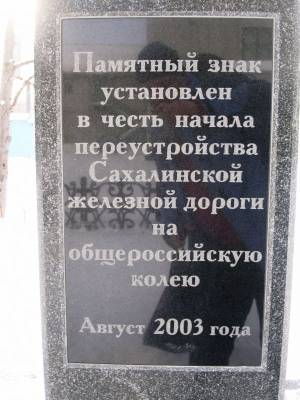 Памятный знак
установлен
в честь начала
переустройства
Сахалинской
железной дороги
на
общероссийскую
колею
Август 2003 года